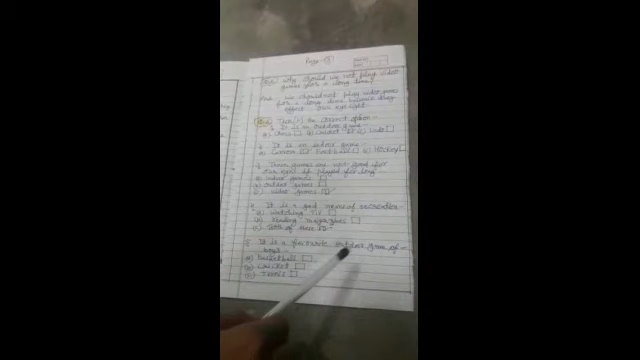 Page-
Why should we not play video
games for a long time?
Ans. We should not play video games
for a long time because they
effect our eye sight.
Tick(✓) the correct option
It is an outdoor game-
a) Chess b) Cricket c) Ludo
It is an indoor game-
a) Carrom b) c) Hockey
These games are not good for
our eyes if played for long
a) indoor games
b) outdoor games
c) video games
It is a good means of recreation
a) Watching T.V.
b) Reading magazines
c) Both of these
It is a favourite outdoor game of
boys-
a) Basketball
b) Cricket
c) Tennis